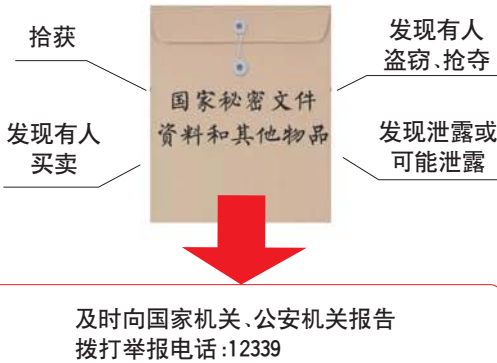 拾获
发现有人
盗窃、抢夺
国家秘密文件
资料和其他物品
发现有人
买卖
发现泄露或
可能泄露
及时向国家机关、公安机关报告
拨打举报电话:12339